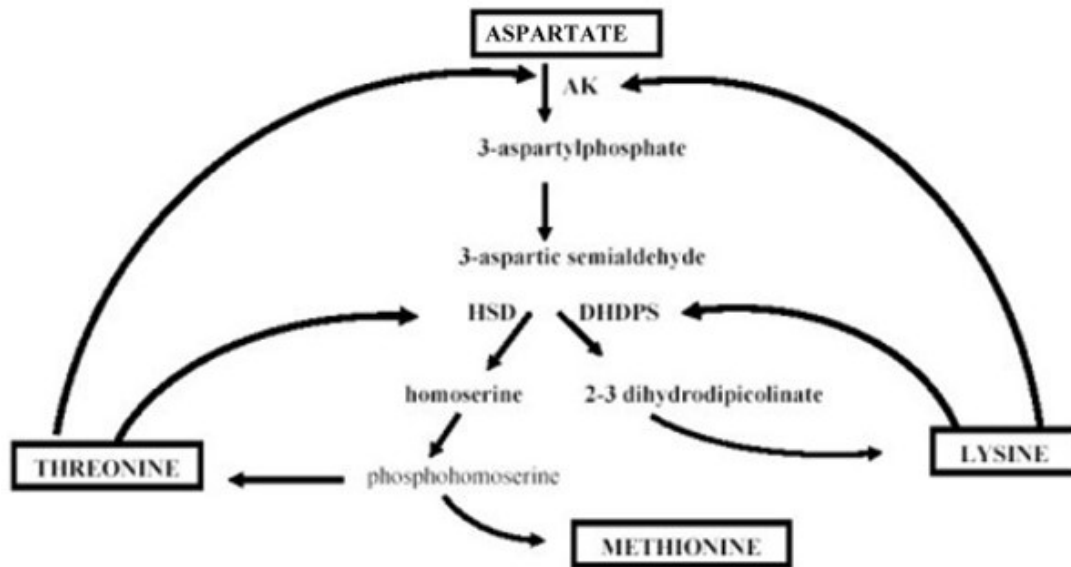 ASPARTATE
AK
3-aspartylphosphate
3-aspartic semialdehyde
HSD DHDPS
homoserine 2-3 dihydrodipicolinate
THREONINE phosphohomoserine LYSINE
METHIONINE